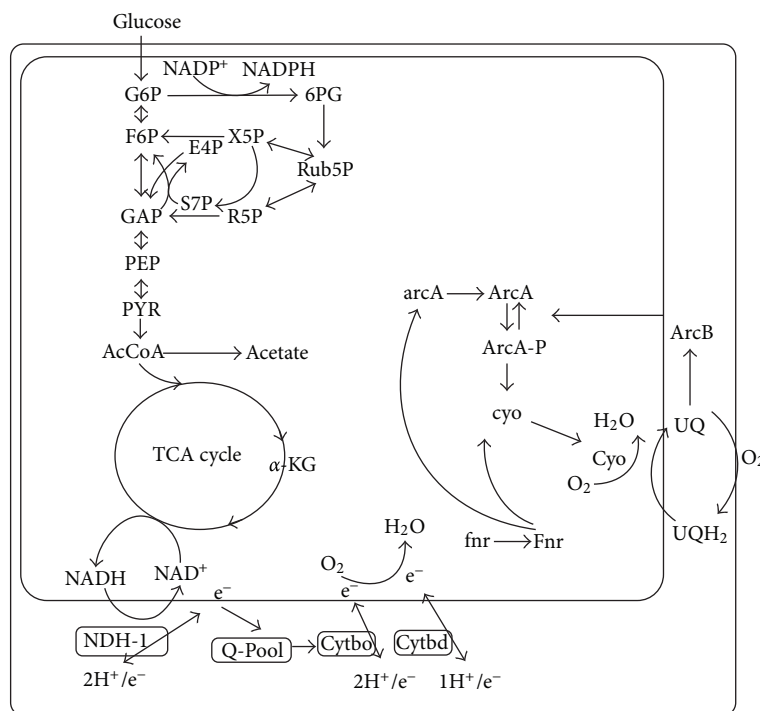 Glucose
NADP⁺ NADPH
G6P 6PG
F6P X5P
E4P
Rub5P
S7P
GAP R5P
PEP
PYR
AcCoA Acetate
TCA cycle
α-KG
NADH NAD⁺
e⁻
NDH-1
2H⁺/e⁻
Q-Pool
arcA ArcA
ArcA-P
cyo
H₂O
Cyo
O₂
fnr Fnr
ArcB
UQ
O₂
UQH₂
H₂O
O₂
e⁻ e⁻
Cytbo Cytbd
2H⁺/e⁻ 1H⁺/e⁻